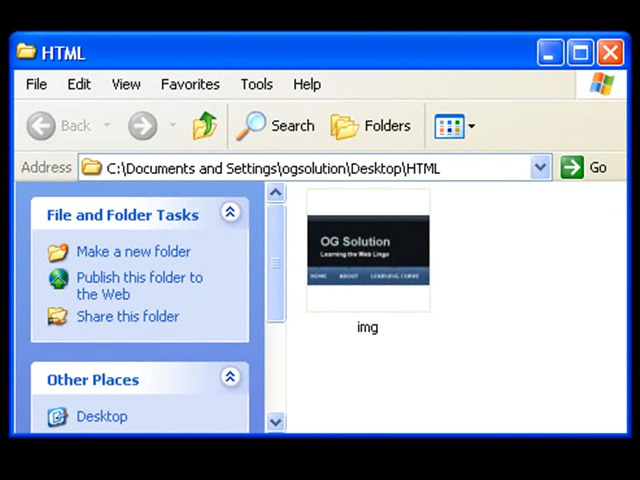 HTML
File Edit View Favorites Tools Help
Back Search Folders
Address C:\Documents and Settings\ogsolution\Desktop\HTML Go
File and Folder Tasks
Make a new folder
Publish this folder to
the Web
Share this folder
Other Places
Desktop
OG Solution
Learning the Web Lingo
HOME ABOUT LEARNING CURVE
img